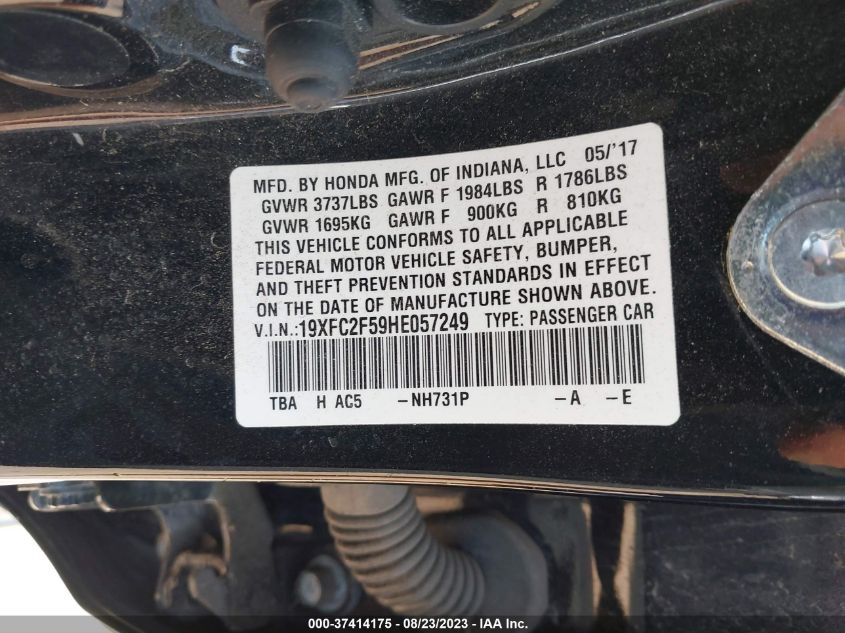 MFD. BY HONDA MFG. OF INDIANA, LLC 05/'17
GVWR 3737LBS GAWR F 1984LBS R 1786LBS
GVWR 1695KG GAWR F 900KG R 810KG
THIS VEHICLE CONFORMS TO ALL APPLICABLE
FEDERAL MOTOR VEHICLE SAFETY, BUMPER,
AND THEFT PREVENTION STANDARDS IN EFFECT
ON THE DATE OF MANUFACTURE SHOWN ABOVE.
V.I.N.:19XFC2F59HE057249 TYPE: PASSENGER CAR
TBA H AC5 -NH731P -A -E
000-37414175 - 08/23/2023 - IAA Inc.